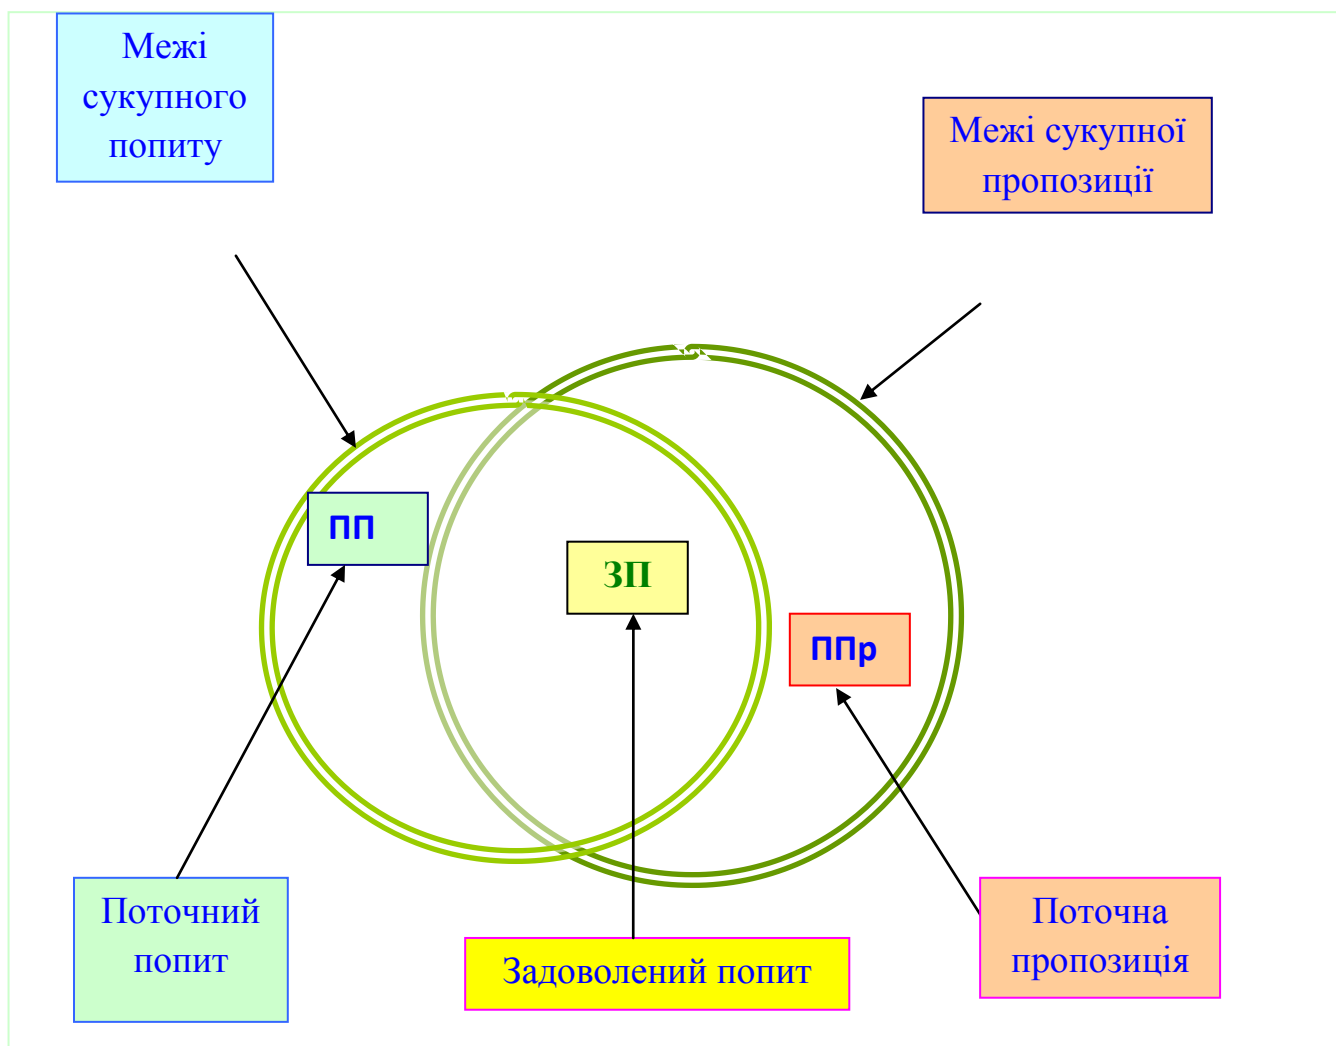 Межі
сукупного
попиту
Межі сукупної
пропозиції
ПП
ЗП
ППр
Поточний
попит
Задоволений попит
Поточна
пропозиція